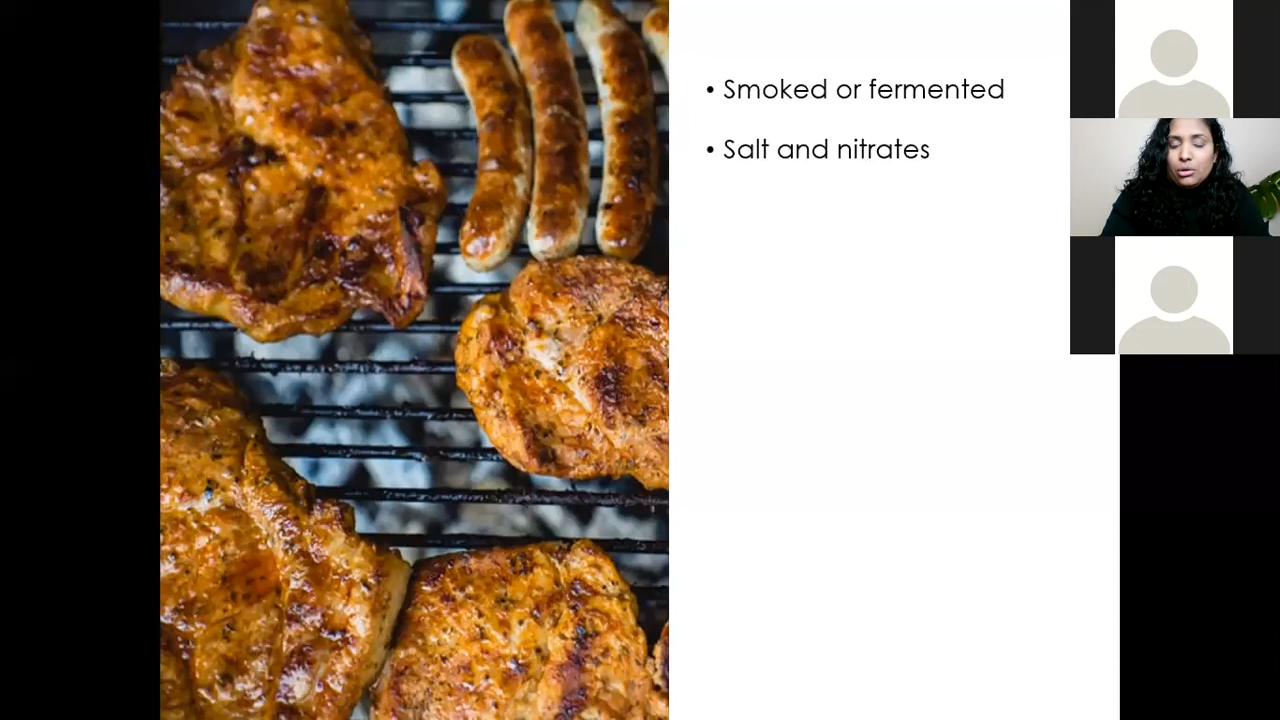 • Smoked or fermented
• Salt and nitrates